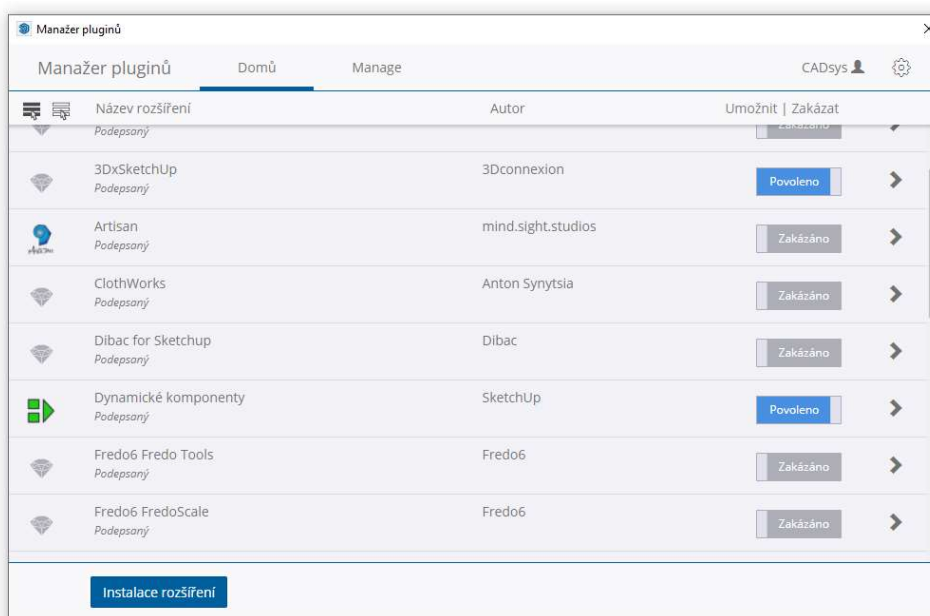 Manažer pluginů
Manažer pluginů Domů Manage CADsys
Název rozšíření Autor Umožnit | Zakázat
Podepsaný Zakázáno
3DxSketchUp 3Dconnexion
Podepsaný Povoleno
Artisan mind.sight.studios
Podepsaný Zakázáno
ClothWorks Anton Synytsia
Podepsaný Zakázáno
Dibac for Sketchup Dibac
Podepsaný Zakázáno
Dynamické komponenty SketchUp
Podepsaný Povoleno
Fredo6 Fredo Tools Fredo6
Podepsaný Zakázáno
Fredo6 FredoScale Fredo6
Podepsaný Zakázáno
Instalace rozšíření